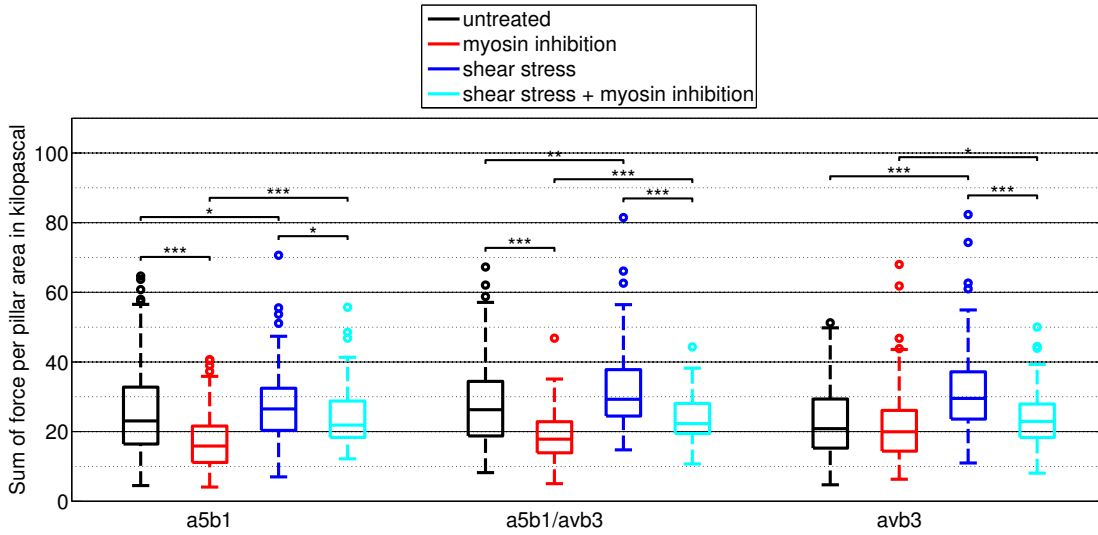 untreated
myosin inhibition
shear stress
shear stress + myosin inhibition
Sum of force per pillar area in kilopascal
100
80
60
40
20
0
**
*
***
***
***
***
***
***
*
*
***
***
a5b1
a5b1/avb3
avb3